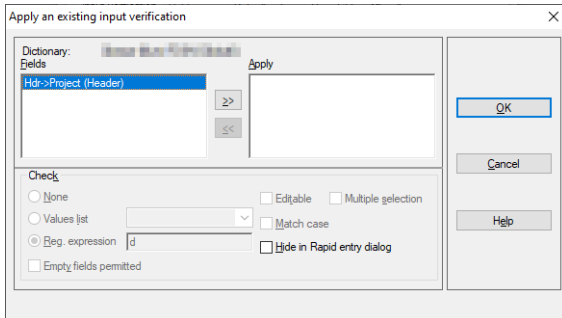 Apply an existing input verification
Dictionary:
Fields
Apply
Hdr->Project (Header)
>>
<<
OK
Cancel
Help
Check
None
Editable
Multiple selection
Values list
Match case
Reg. expression
d
Hide in Rapid entry dialog
Empty fields permitted